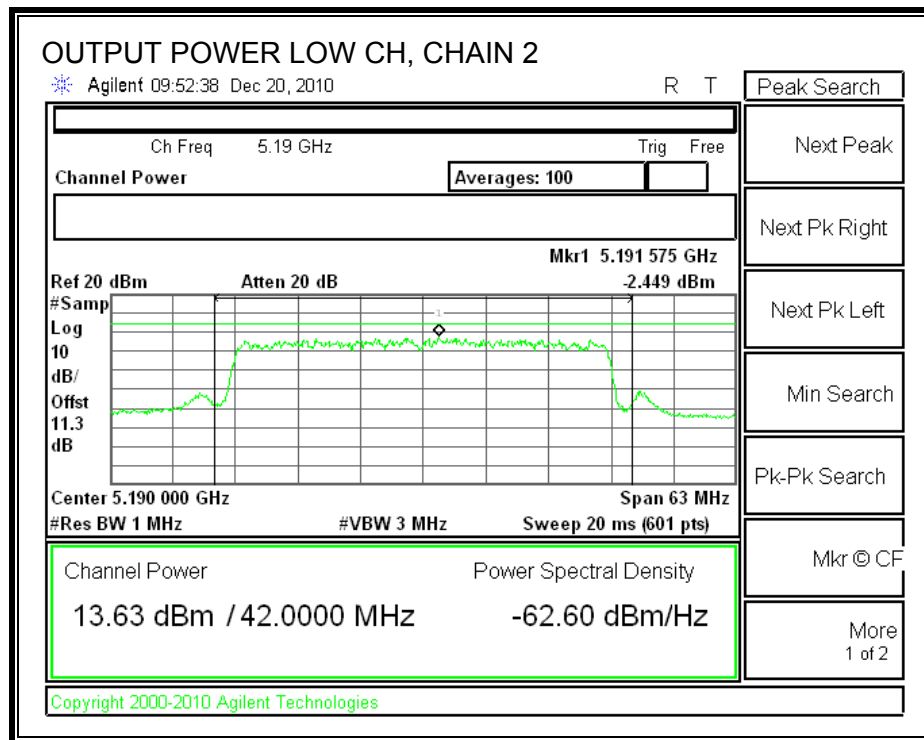 OUTPUT POWER LOW CH, CHAIN 2
Agilent 09:52:38 Dec 20, 2010 R T
Ch Freq 5.19 GHz Trig Free
Channel Power Averages: 100
Mkr1 5.191 575 GHz
Ref 20 dBm Atten 20 dB -2.449 dBm
#Samp
Log
10
dB/
Offst
11.3
dB
1
Center 5.190 000 GHz Span 63 MHz
#Res BW 1 MHz #VBW 3 MHz Sweep 20 ms (601 pts)
Channel Power Power Spectral Density
13.63 dBm / 42.0000 MHz -62.60 dBm/Hz
Copyright 2000-2010 Agilent Technologies
Peak Search
Next Peak
Next Pk Right
Next Pk Left
Min Search
Pk-Pk Search
Mkr © CF
More
1 of 2